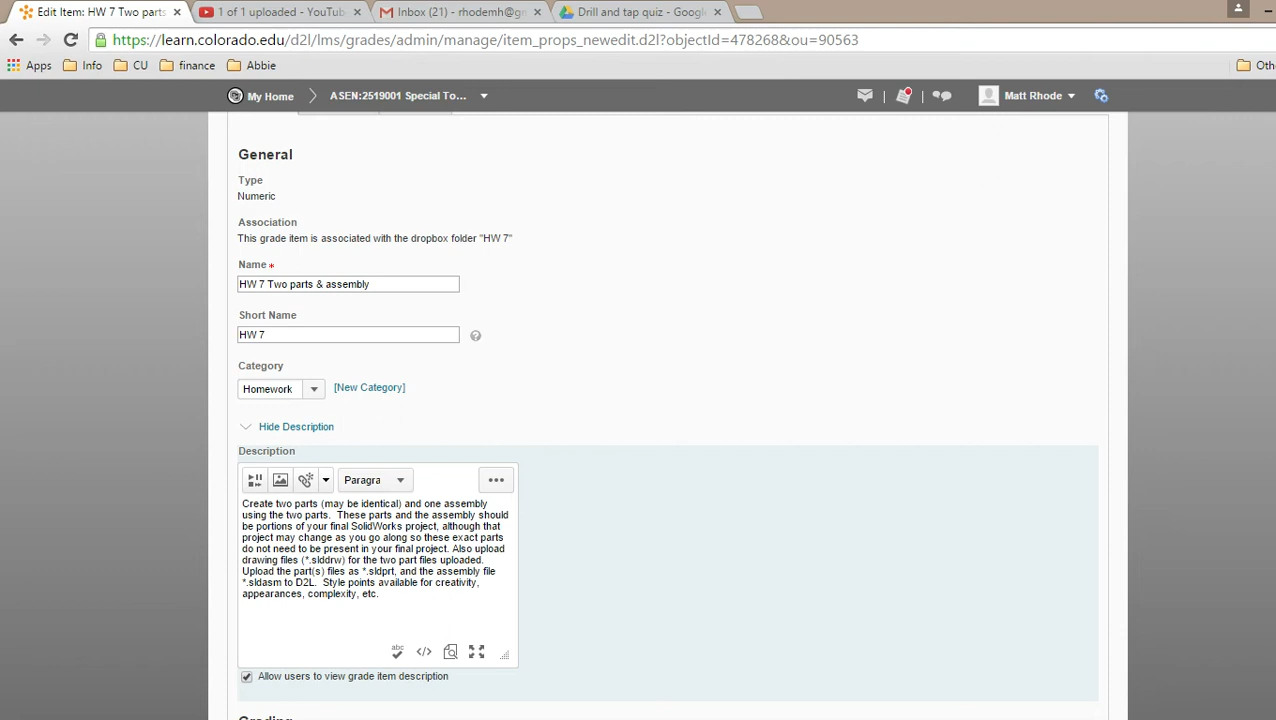 Edit Item: HW 7 Two parts
1 of 1 uploaded - YouTub
Inbox (21) - rhodemh@gm
Drill and tap quiz - Google
https://learn.colorado.edu/d2l/lms/grades/admin/manage/item_props_newedit.d2l?objectId=478268&ou=90563
Apps Info CU finance Abbie Oth
My Home ASEN:2519001 Special To... Matt Rhode
General
Type
Numeric
Association
This grade item is associated with the dropbox folder "HW 7"
Name *
HW 7 Two parts & assembly
Short Name
HW 7
Category
Homework [New Category]
Hide Description
Description
Paragra
Create two parts (may be identical) and one assembly
using the two parts. These parts and the assembly should
be portions of your final SolidWorks project, although that
project may change as you go along so these exact parts
do not need to be present in your final project. Also upload
drawing files (*.slddrw) for the two part files uploaded.
Upload the part(s) files as *.sldprt, and the assembly file
*.sldasm to D2L. Style points available for creativity,
appearances, complexity, etc.
abc
Allow users to view grade item description
Grading